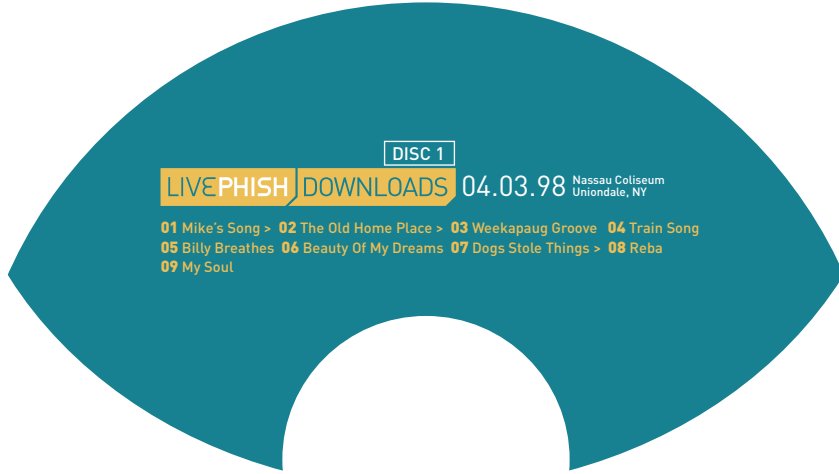 DISC 1
LIVEPHISH DOWNLOADS 04.03.98 Nassau Coliseum
Uniondale, NY
01 Mike's Song > 02 The Old Home Place > 03 Weekapaug Groove 04 Train Song
05 Billy Breathes 06 Beauty Of My Dreams 07 Dogs Stole Things > 08 Reba
09 My Soul